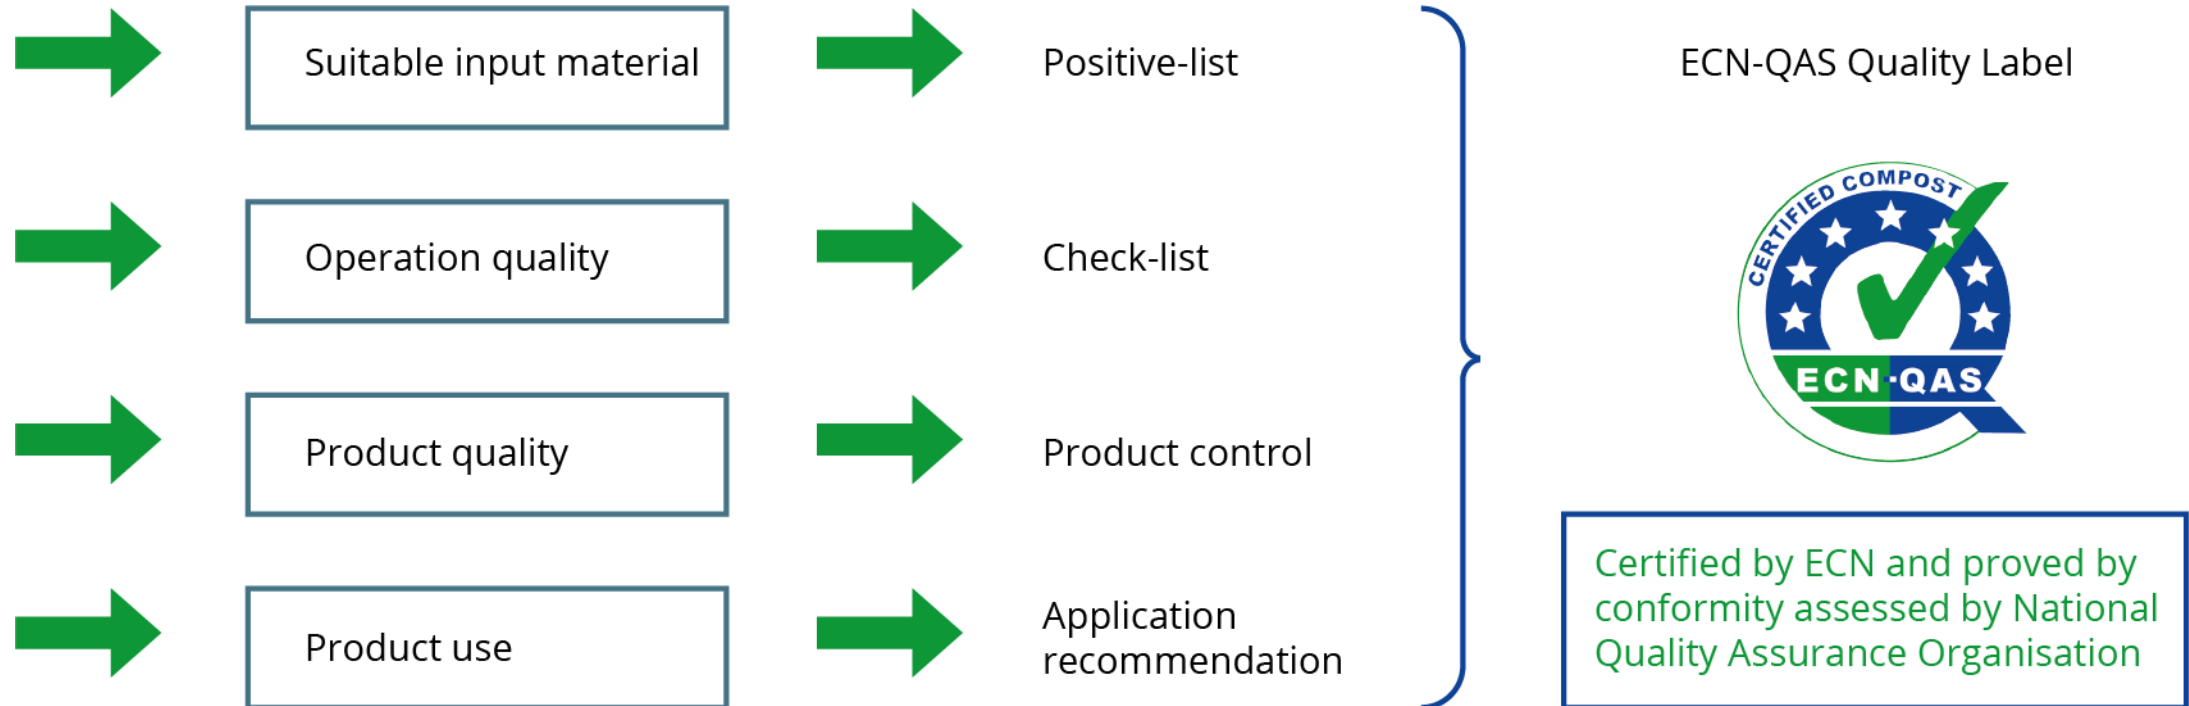 Suitable input material
Positive-list
ECN-QAS Quality Label
Operation quality
Check-list
CERTIFIED COMPOST
ECN-QAS
Product quality
Product control
Product use
Application
recommendation
Certified by ECN and proved by
conformity assessed by National
Quality Assurance Organisation